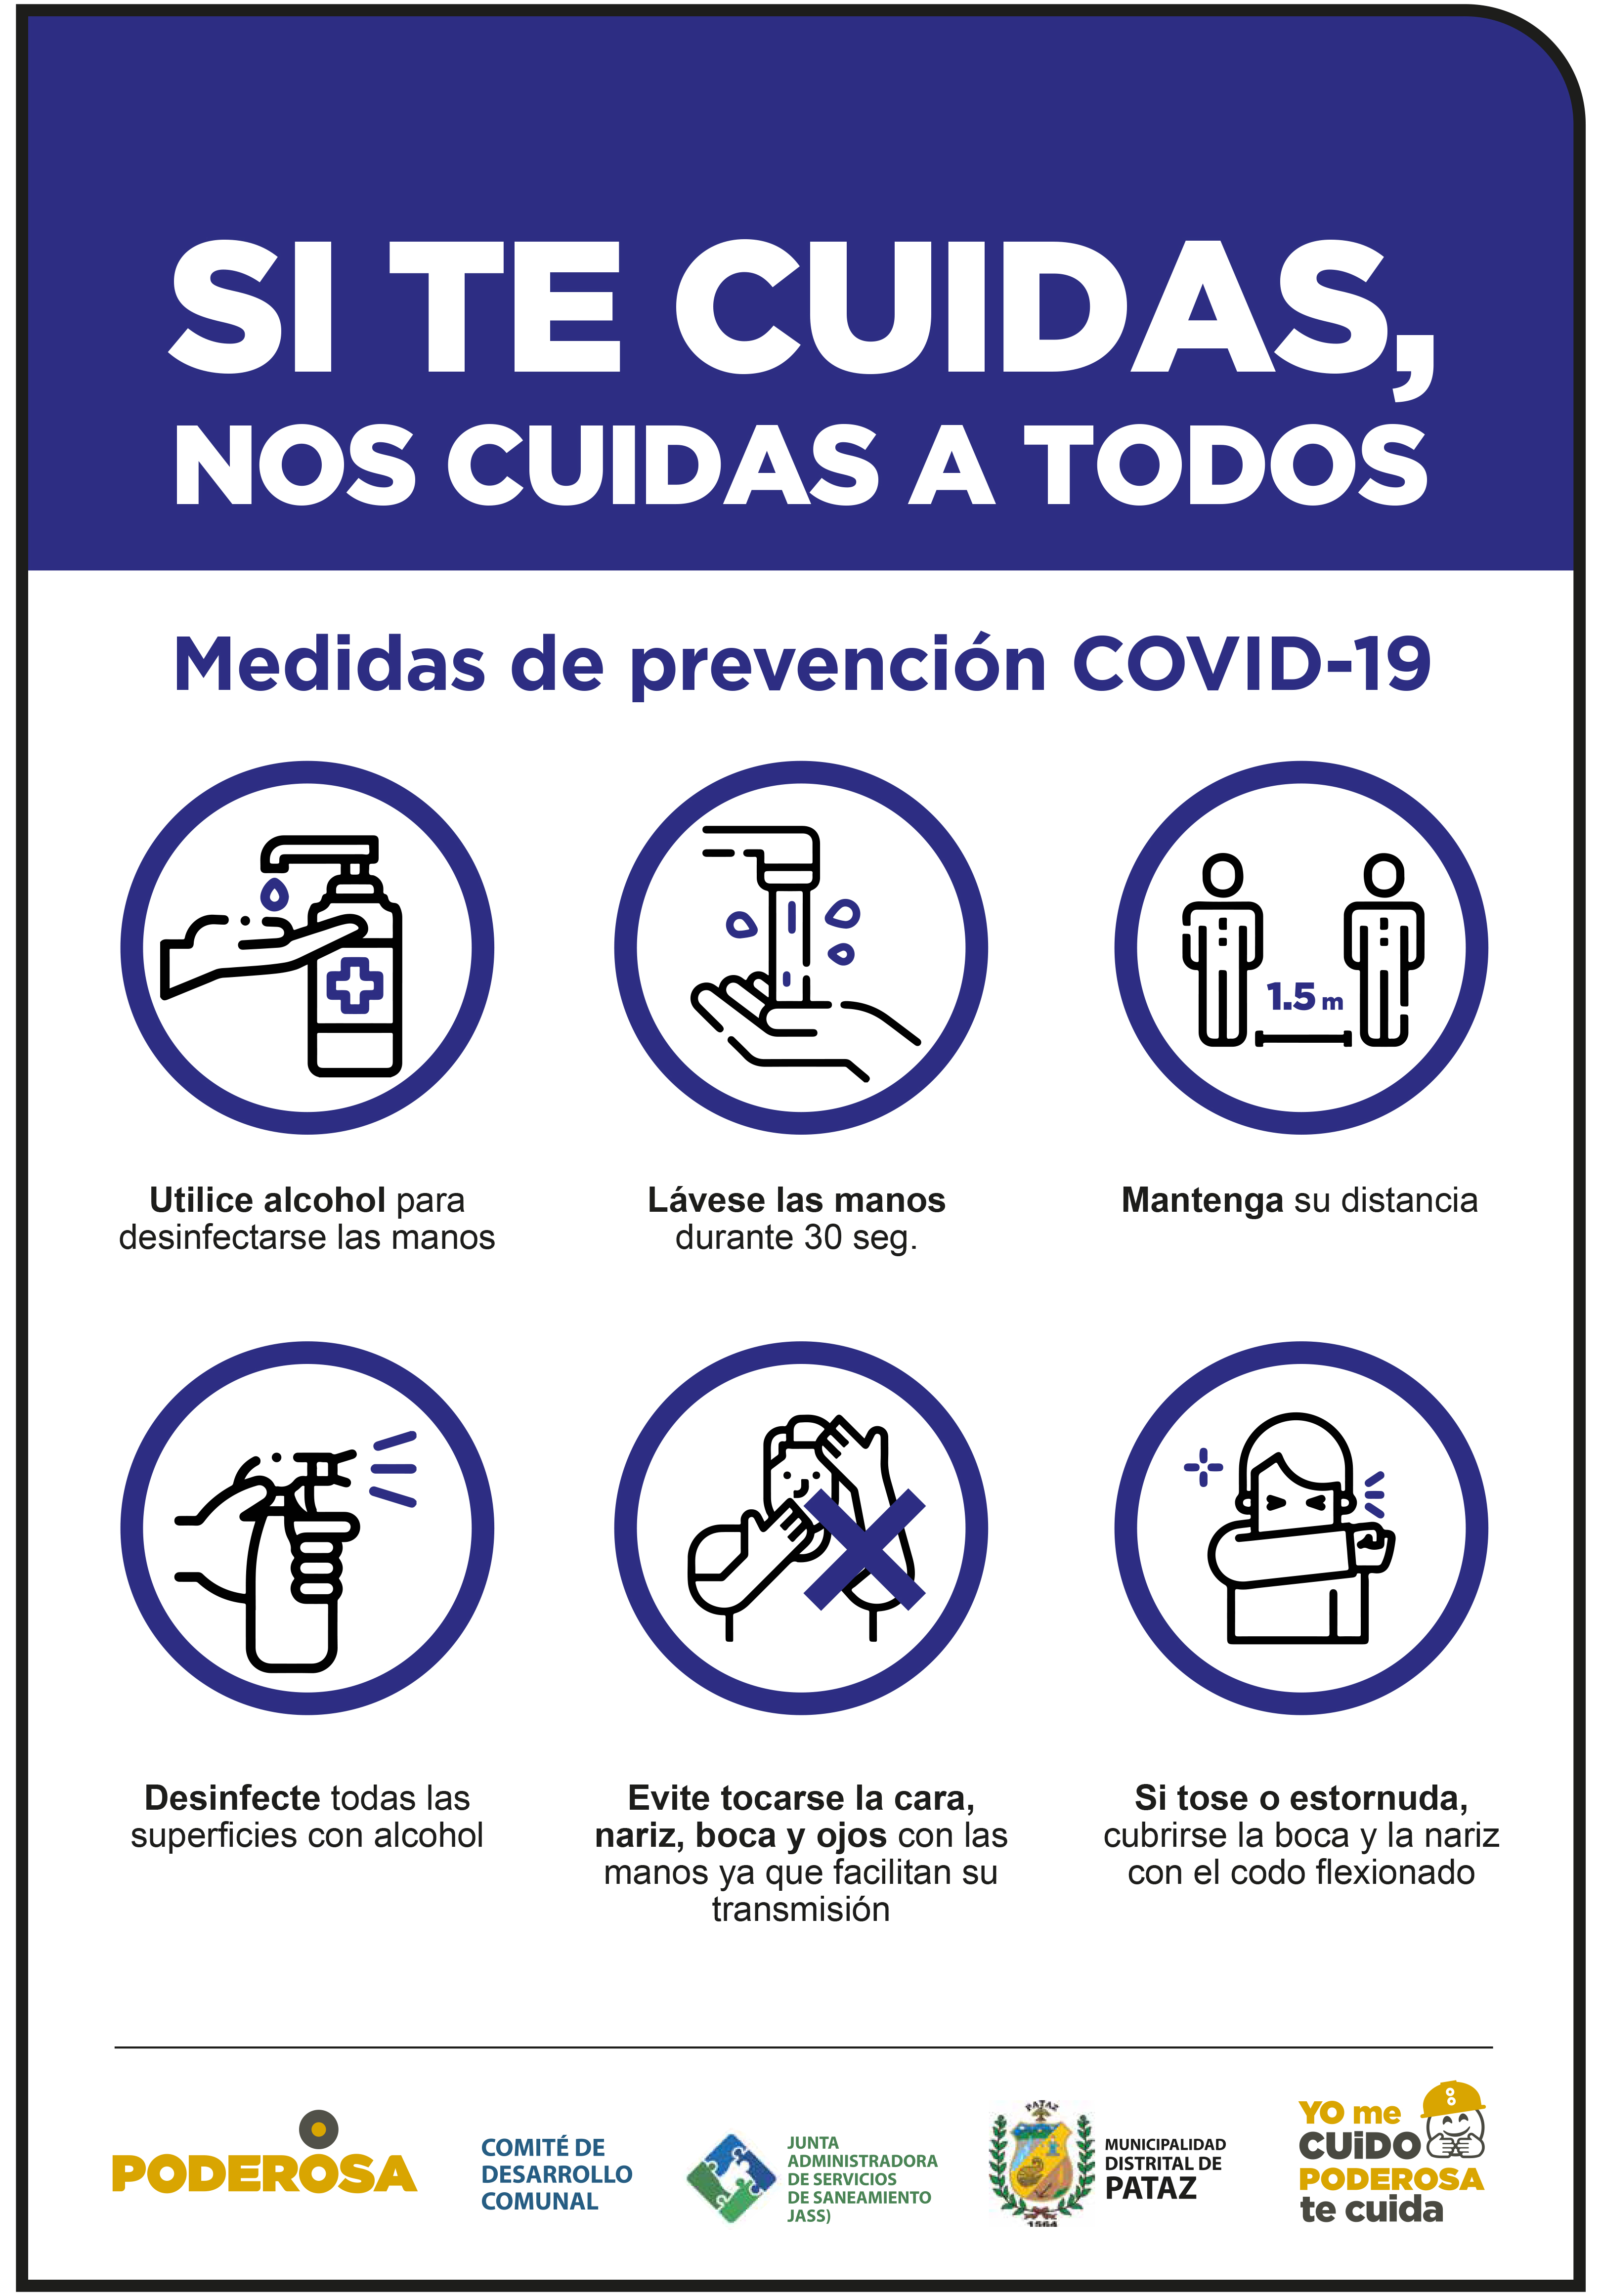 SI TE CUIDAS,
NOS CUIDAS A TODOS
Medidas de prevención COVID-19
1.5 m
Utilice alcohol para
desinfectarse las manos
Lávese las manos
durante 30 seg.
Mantenga su distancia
Desinfecte todas las
superficies con alcohol
Evite tocarse la cara,
nariz, boca y ojos con las
manos ya que facilitan su
transmisión
Si tose o estornuda,
cubrirse la boca y la nariz
con el codo flexionado
PODEROSA
COMITÉ DE
DESARROLLO
COMUNAL
JUNTA
ADMINISTRADORA
DE SERVICIOS
DE SANEAMIENTO
JASS)
PATAZ
1564
MUNICIPALIDAD
DISTRITAL DE
PATAZ
YO me
CUiDO
PODEROSA
te cuida